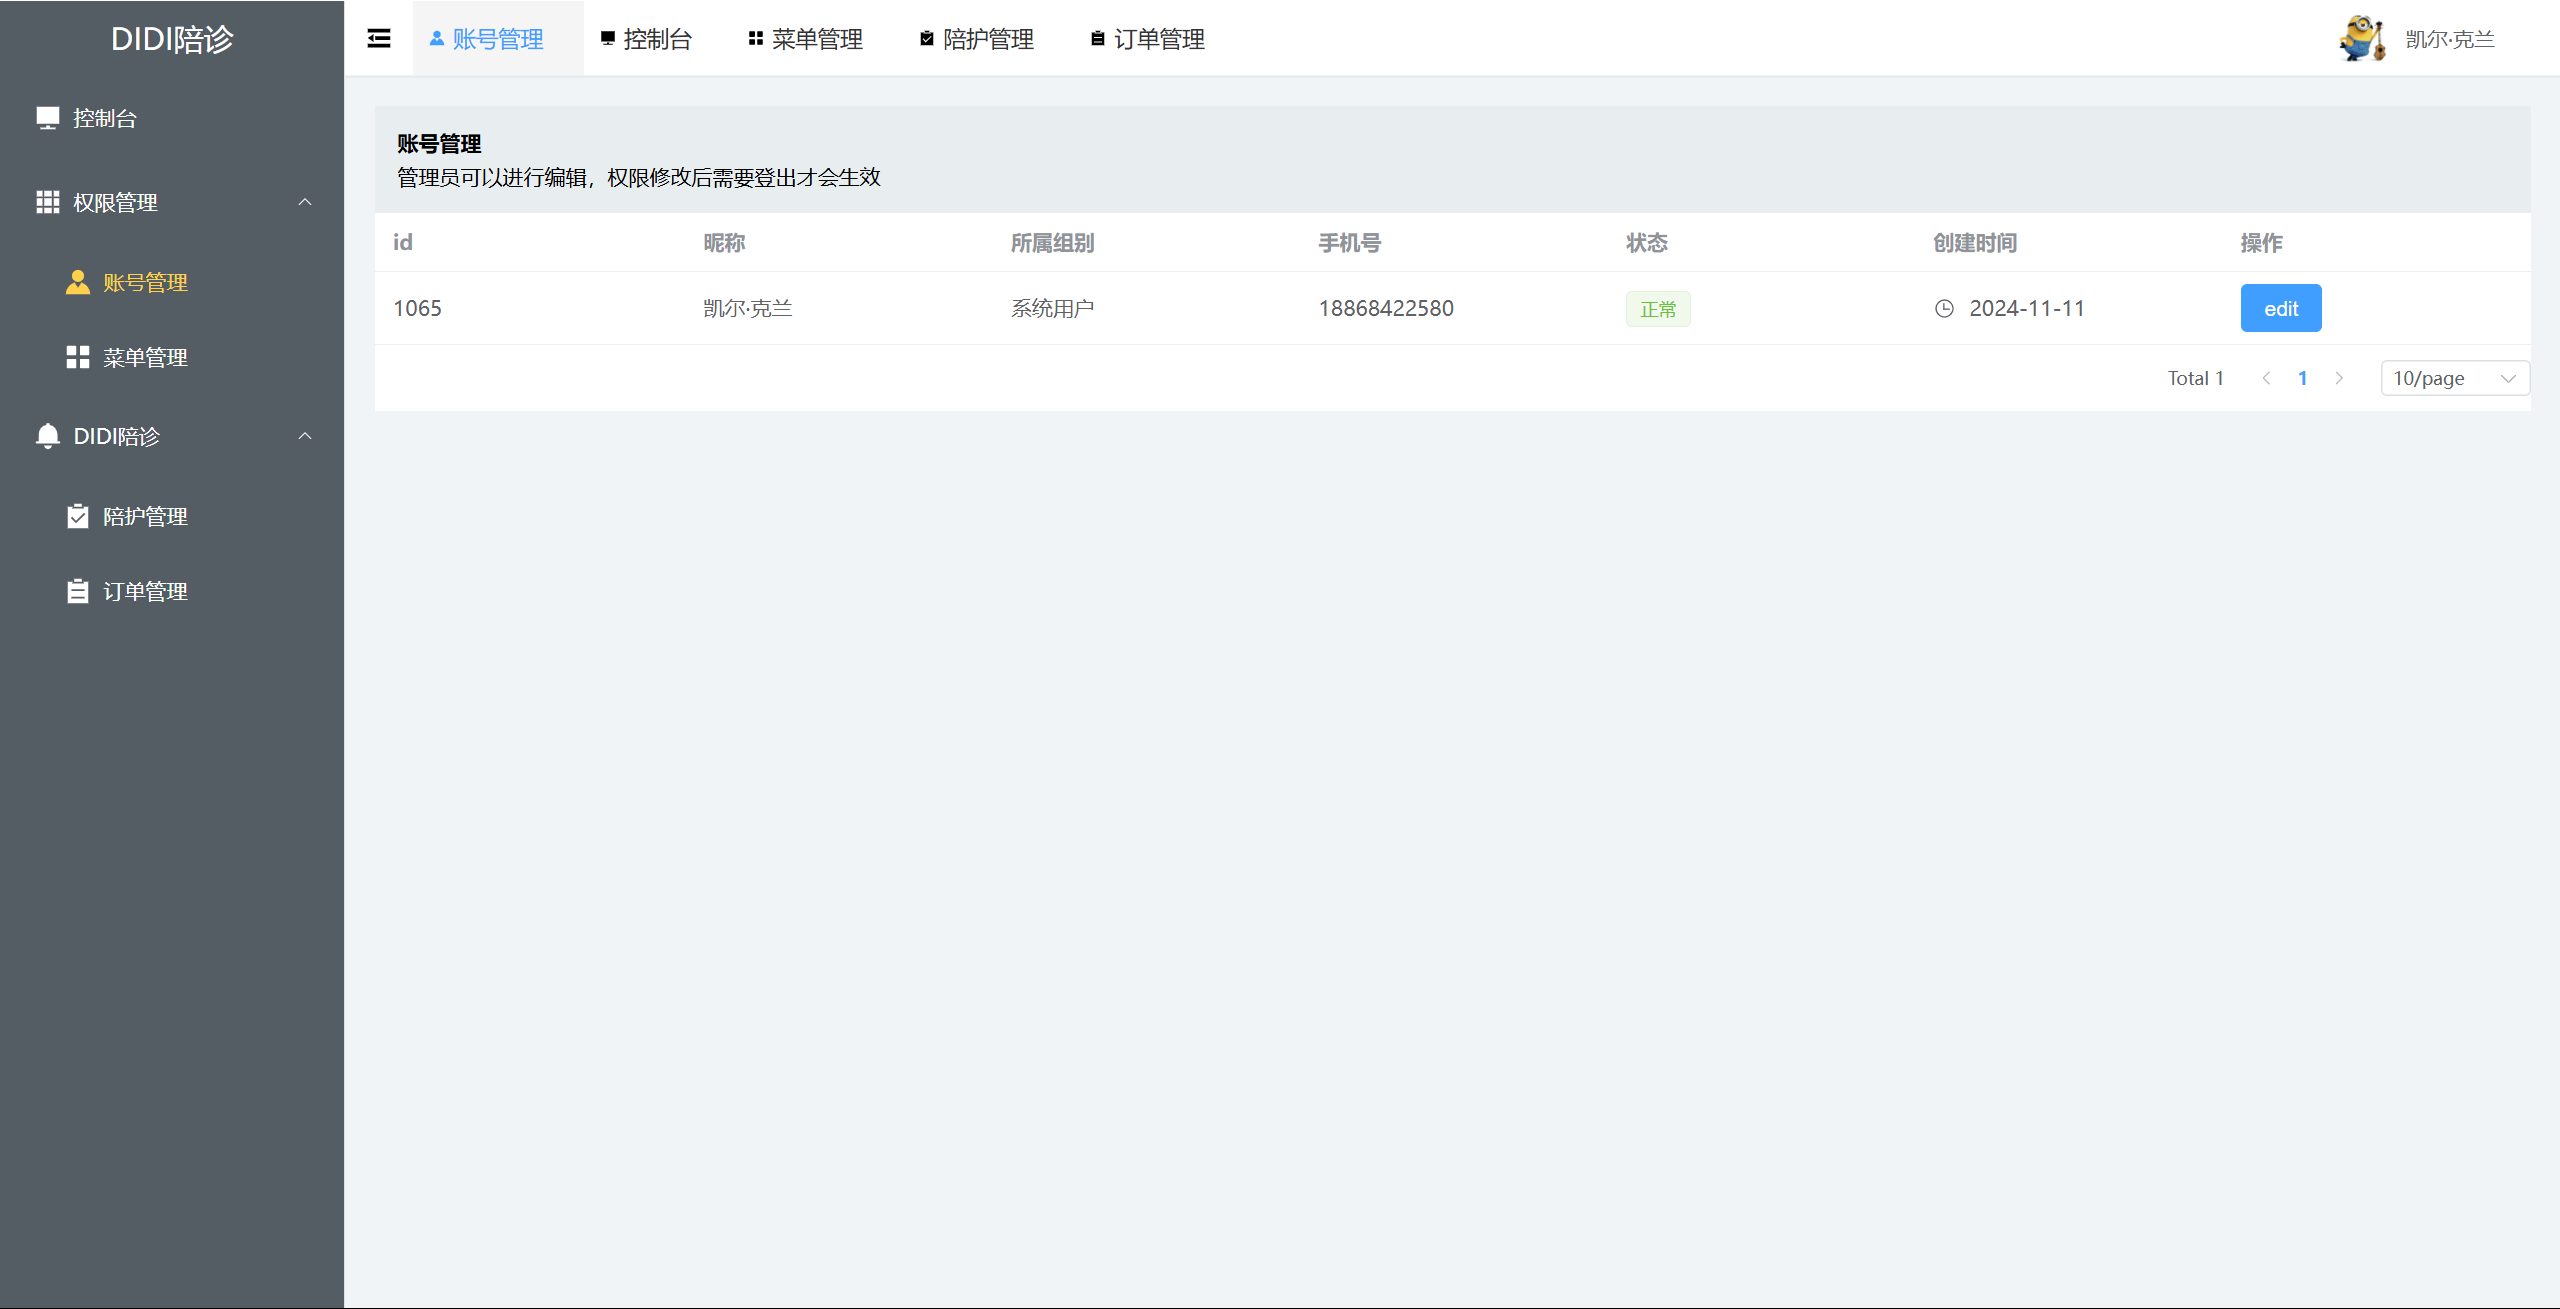 DIDI陪诊
控制台
权限管理
账号管理
菜单管理
DIDI陪诊
陪护管理
订单管理
账号管理 控制台 菜单管理 陪护管理 订单管理 凯尔·克兰
账号管理
管理员可以进行编辑，权限修改后需要登出才会生效
id 昵称 所属组别 手机号 状态 创建时间 操作
1065 凯尔·克兰 系统用户 18868422580 正常 2024-11-11 edit
Total 1 1 10/page